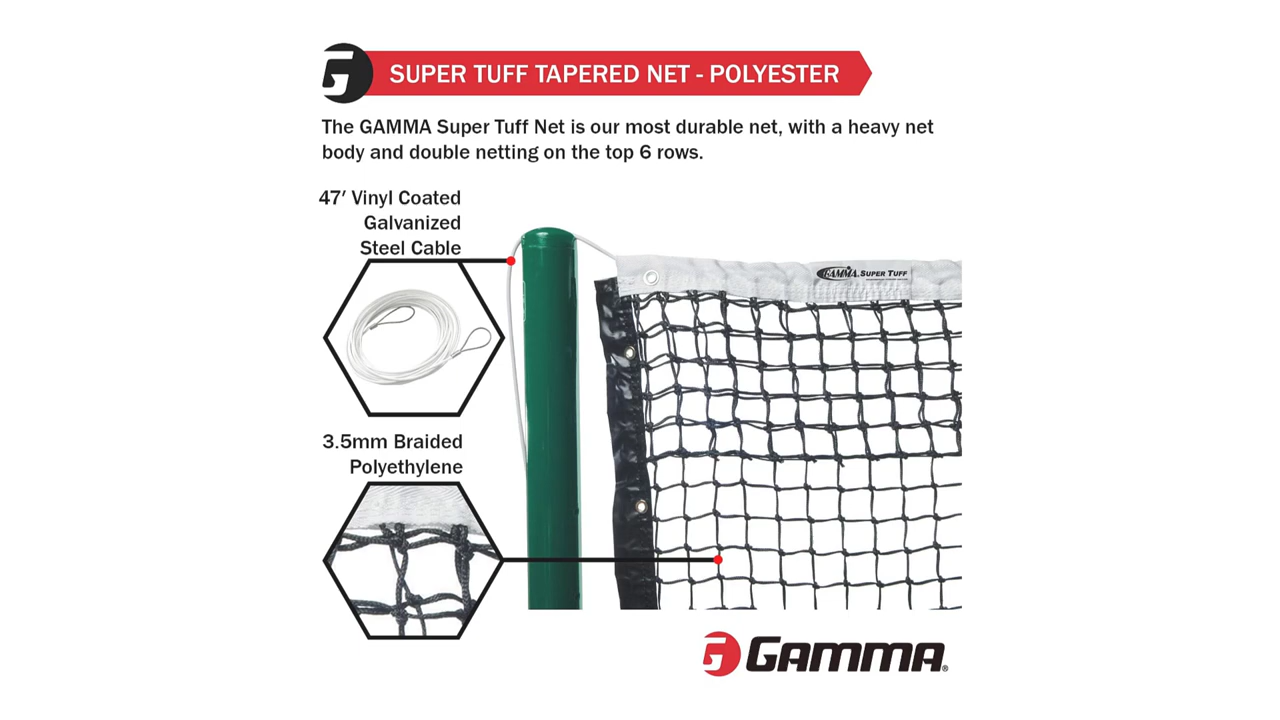 SUPER TUFF TAPERED NET - POLYESTER
The GAMMA Super Tuff Net is our most durable net, with a heavy net
body and double netting on the top 6 rows.
47′ Vinyl Coated
Galvanized
Steel Cable
GAMMA SUPER TUFF
3.5mm Braided
Polyethylene
G GAMMA®